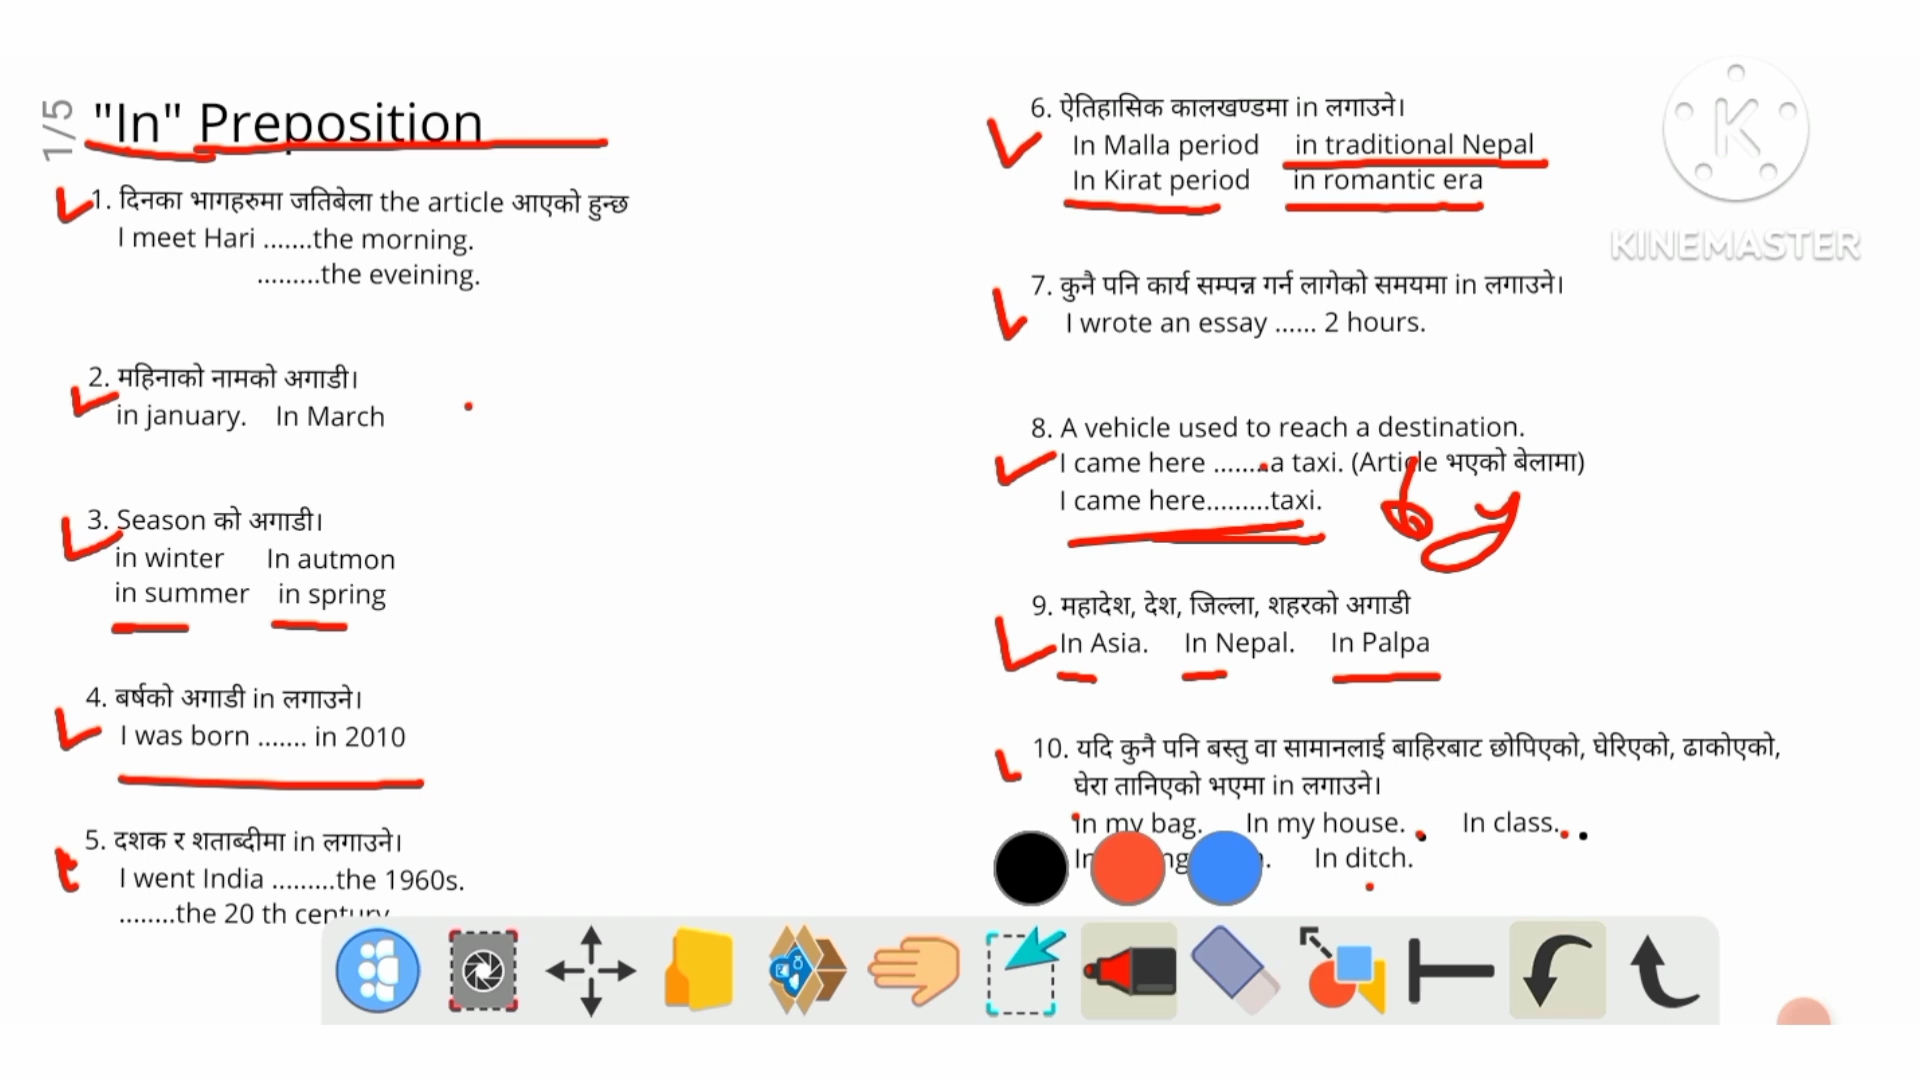 1/5
"In" Preposition
1. दिनका भागहरुमा जतिबेला the article आएको हुन्छ
I meet Hari .......the morning.
.........the eveining.
2. महिनाको नामको अगाडी।
in january. In March
3. Season को अगाडी।
in winter In autmon
in summer in spring
4. बर्षको अगाडी in लगाउने।
I was born ....... in 2010
5. दशक र शताब्दीमा in लगाउने।
I went India .........the 1960s.
........the 20 th century
6. ऐतिहासिक कालखण्डमा in लगाउने।
In Malla period in traditional Nepal
In Kirat period in romantic era
7. कुनै पनि कार्य सम्पन्न गर्न लागेको समयमा in लगाउने।
I wrote an essay ...... 2 hours.
8. A vehicle used to reach a destination.
I came here ........a taxi. (Article भएको बेलामा)
I came here.........taxi.
by
9. महादेश, देश, जिल्ला, शहरको अगाडी
In Asia. In Nepal. In Palpa
10. यदि कुनै पनि बस्तु वा सामानलाई बाहिरबाट छोपिएको, घेरिएको, ढाकोएको,
घेरा तानिएको भएमा in लगाउने।
In my bag. In my house. In class.
In ditch.
KINEMASTER